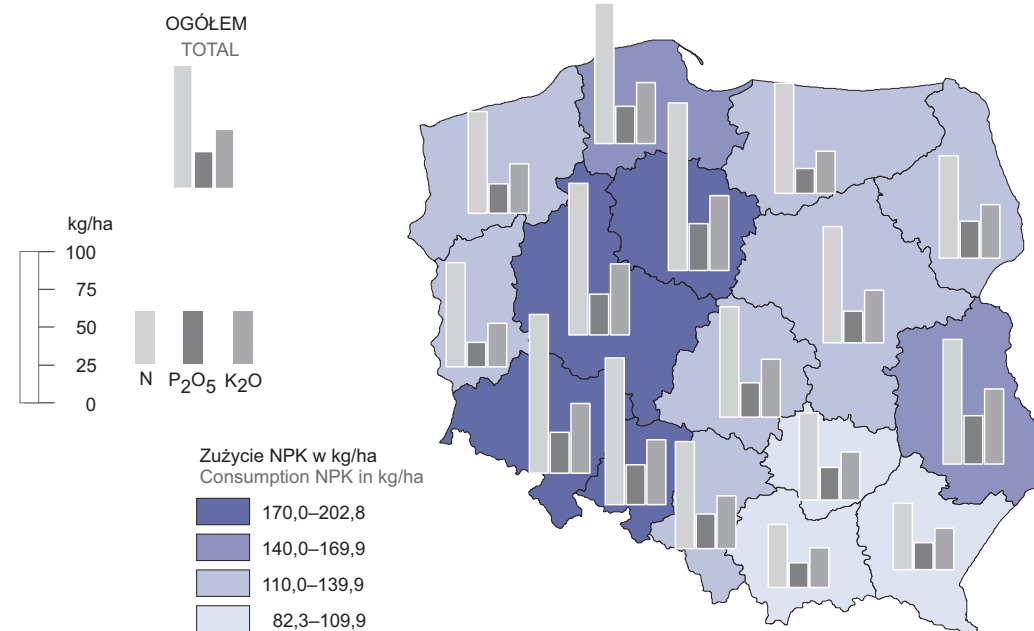 OGÓŁEM
TOTAL
kg/ha
100
75
50
25
0
N P₂O₅ K₂O
Zużycie NPK w kg/ha
Consumption NPK in kg/ha
170,0–202,8
140,0–169,9
110,0–139,9
82,3–109,9